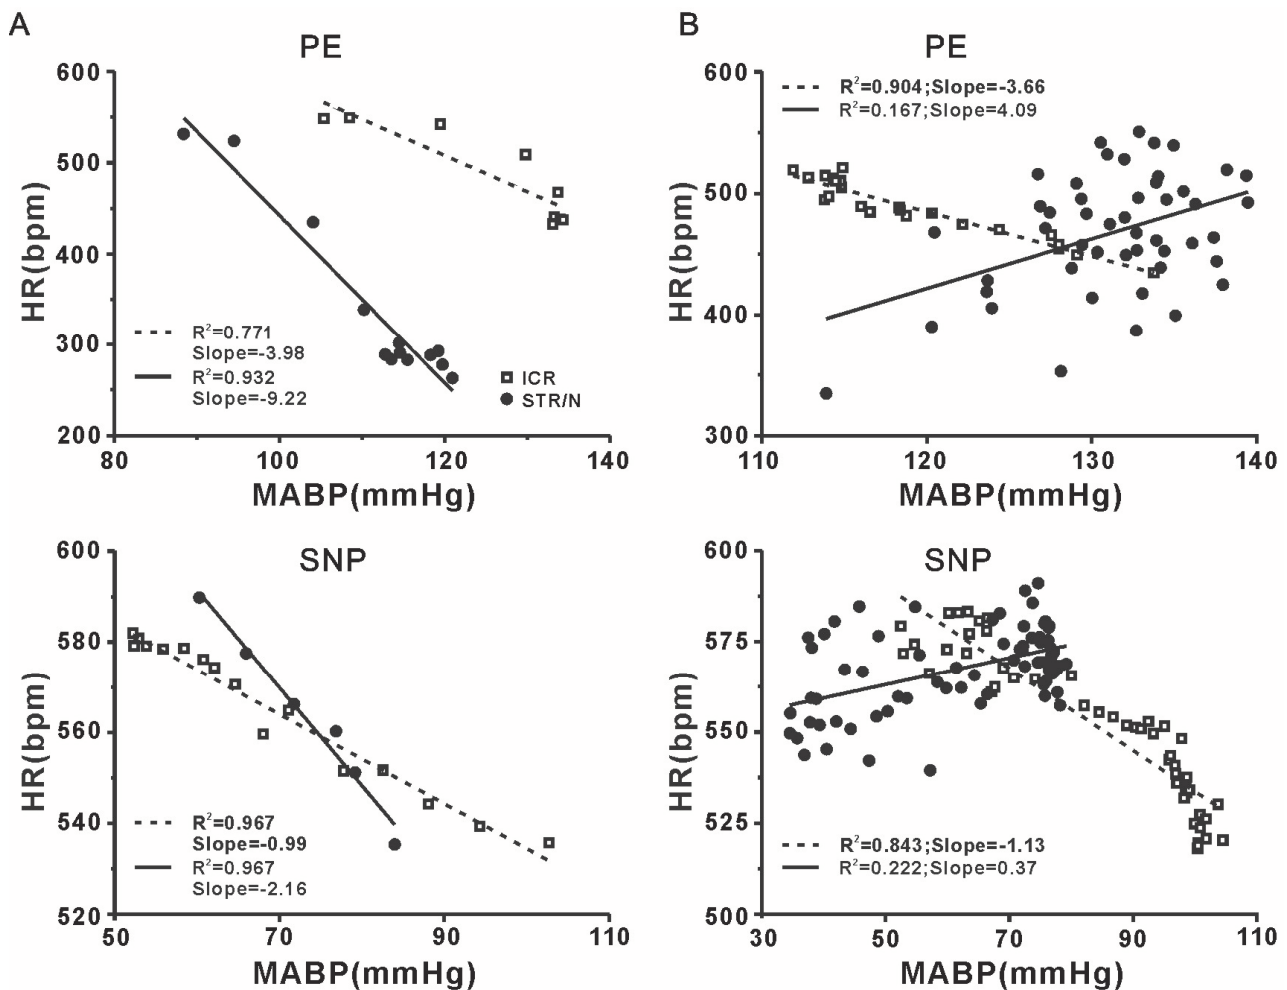 A
PE
600
500
400
300
200
HR(bpm)
R²=0.771
Slope=-3.98
R²=0.932
Slope=-9.22
ICR
STR/N
80
100
120
140
MABP(mmHg)
B
PE
600
500
400
300
HR(bpm)
R²=0.904;Slope=-3.66
R²=0.167;Slope=4.09
110
120
130
140
MABP(mmHg)
SNP
600
580
560
540
520
HR(bpm)
R²=0.967
Slope=-0.99
R²=0.967
Slope=-2.16
50
70
90
110
MABP(mmHg)
SNP
600
575
550
525
500
HR(bpm)
R²=0.843;Slope=-1.13
R²=0.222;Slope=0.37
30
50
70
90
110
MABP(mmHg)